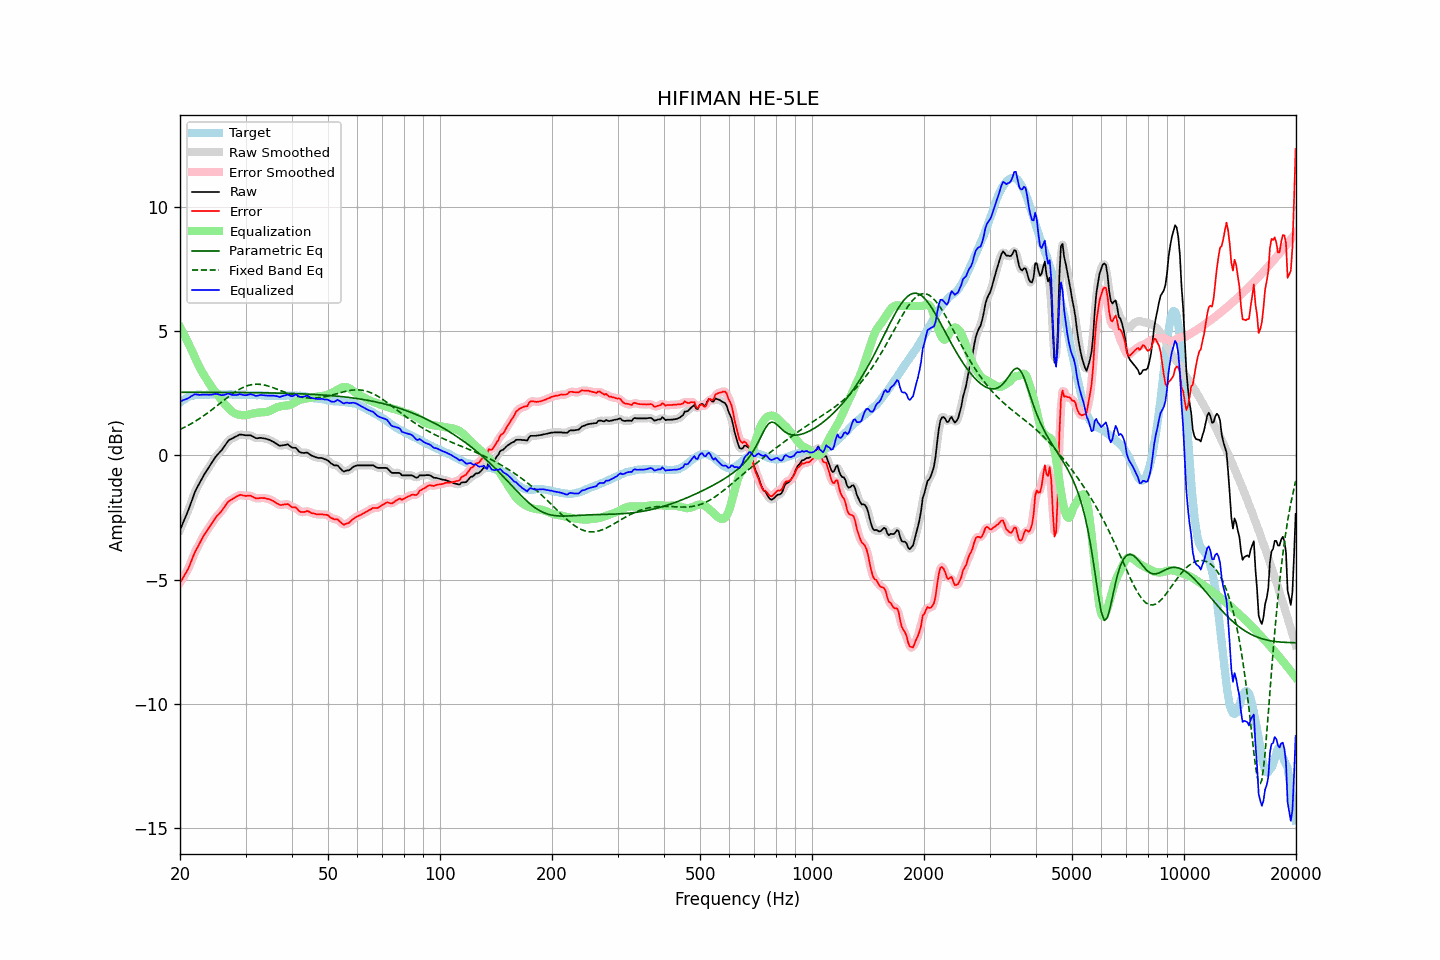 HIFIMAN HE-5LE
Target
Raw Smoothed
Error Smoothed
Raw
Error
Equalization
Parametric Eq
Fixed Band Eq
Equalized
Amplitude (dBr)
10
5
0
−5
−10
−15
20 50 100 200 500 1000 2000 5000 10000 20000
Frequency (Hz)